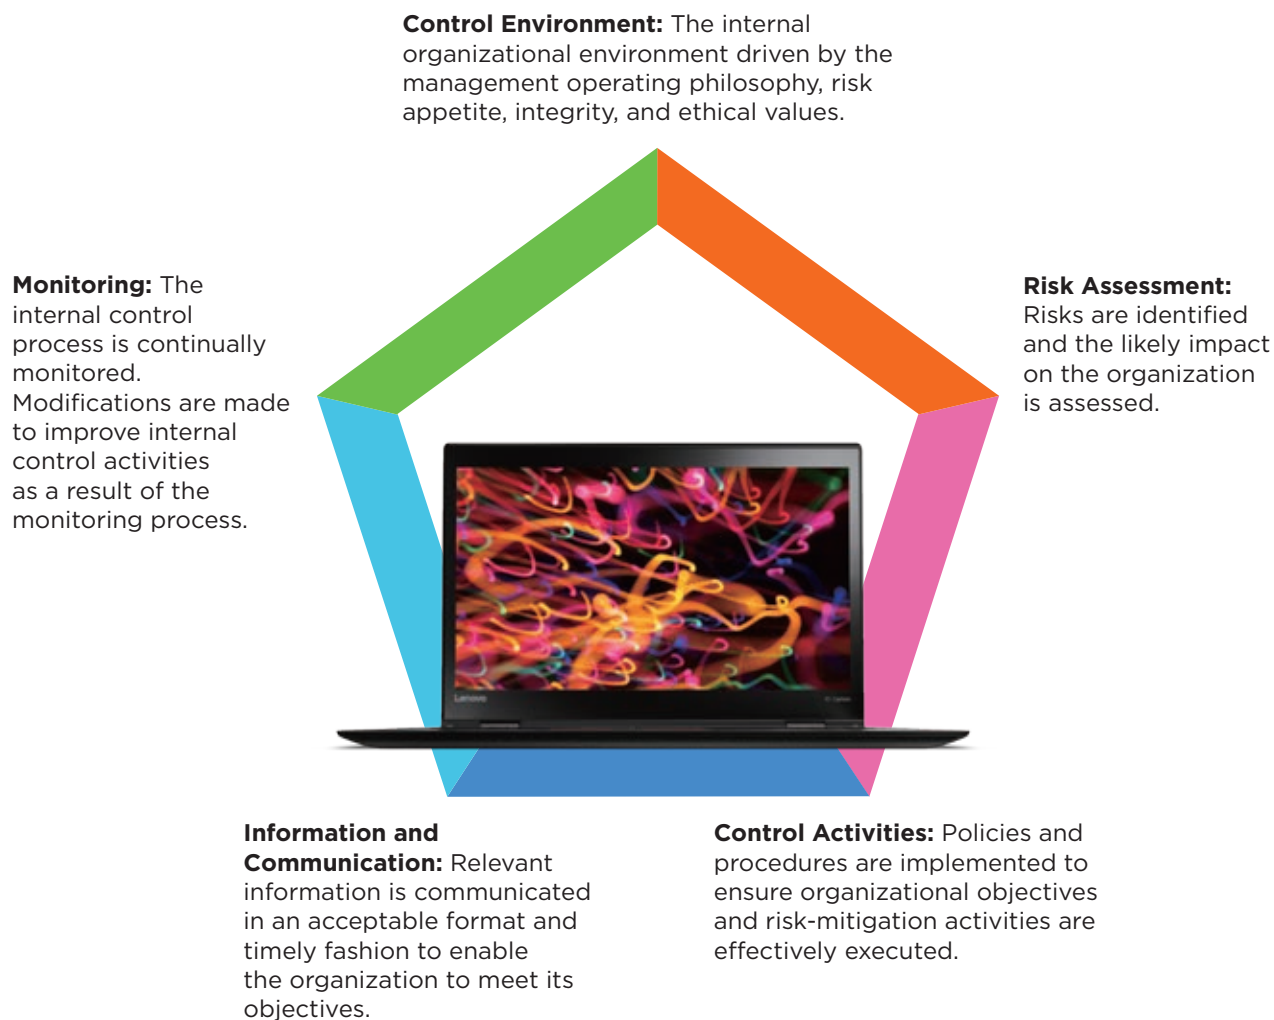 Control Environment: The internal
organizational environment driven by the
management operating philosophy, risk
appetite, integrity, and ethical values.
Monitoring: The
internal control
process is continually
monitored.
Modifications are made
to improve internal
control activities
as a result of the
monitoring process.
Risk Assessment:
Risks are identified
and the likely impact
on the organization
is assessed.
Lenovo
Information and
Communication: Relevant
information is communicated
in an acceptable format and
timely fashion to enable
the organization to meet its
objectives.
Control Activities: Policies and
procedures are implemented to
ensure organizational objectives
and risk-mitigation activities are
effectively executed.